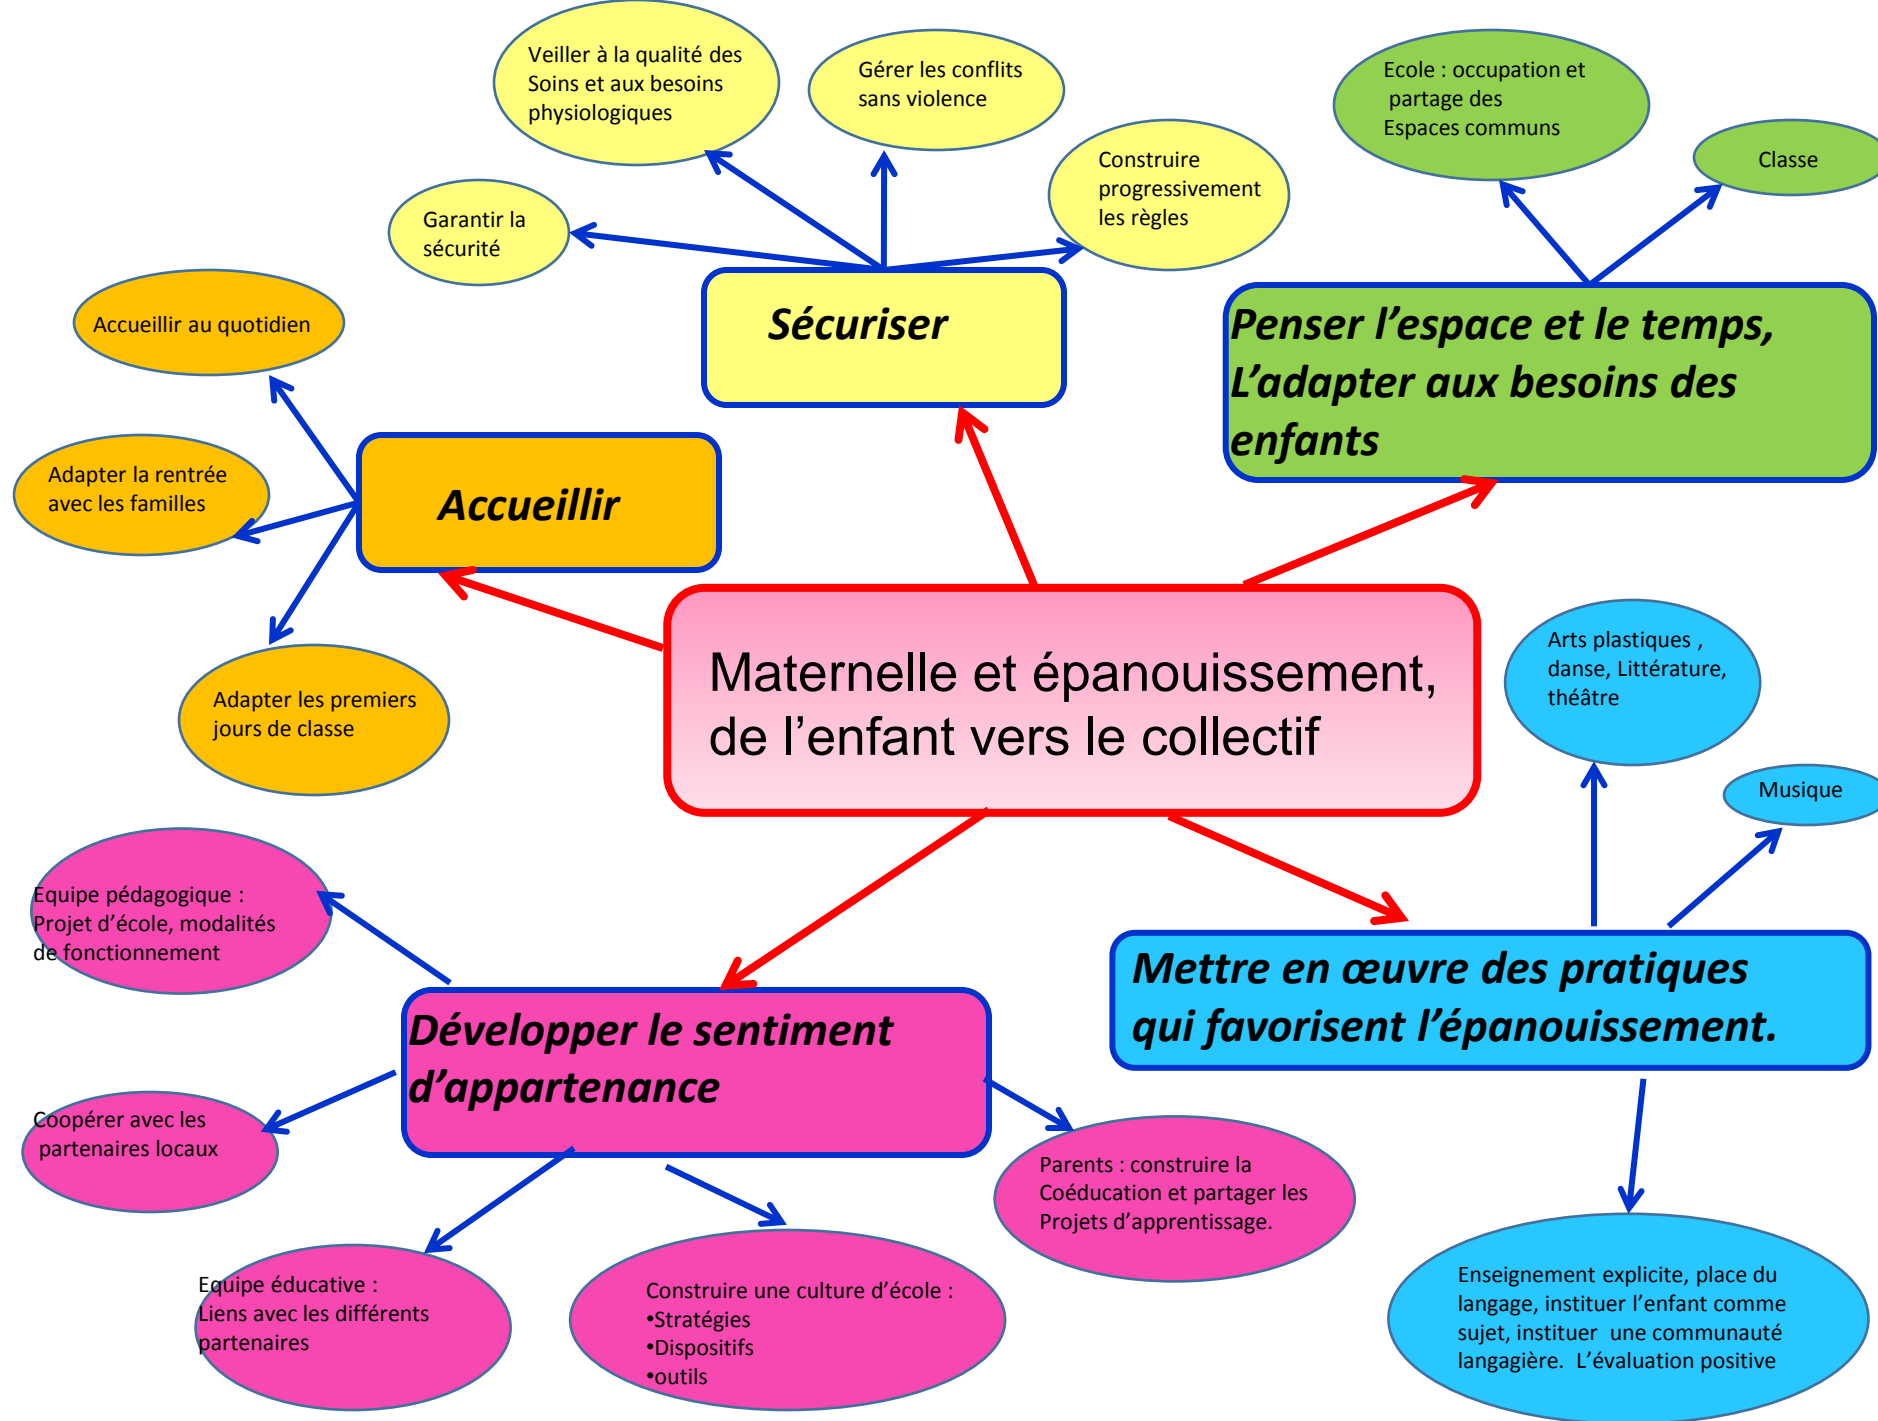 Veiller à la qualité des
Soins et aux besoins
physiologiques
Gérer les conflits
sans violence
Ecole : occupation et
partage des
Espaces communs
Classe
Construire
progressivement
les règles
Garantir la
sécurité
Sécuriser
Penser l’espace et le temps,
L’adapter aux besoins des
enfants
Accueillir au quotidien
Adapter la rentrée
avec les familles
Accueillir
Adapter les premiers
jours de classe
Maternelle et épanouissement,
de l’enfant vers le collectif
Arts plastiques ,
danse, Littérature,
théâtre
Musique
Equipe pédagogique :
Projet d’école, modalités
de fonctionnement
Mettre en œuvre des pratiques
qui favorisent l’épanouissement.
Développer le sentiment
d’appartenance
Coopérer avec les
partenaires locaux
Parents : construire la
Coéducation et partager les
Projets d’apprentissage.
Equipe éducative :
Liens avec les différents
partenaires
Construire une culture d’école :
•Stratégies
•Dispositifs
•outils
Enseignement explicite, place du
langage, instituer l’enfant comme
sujet, instituer  une communauté
langagière.  L’évaluation positive